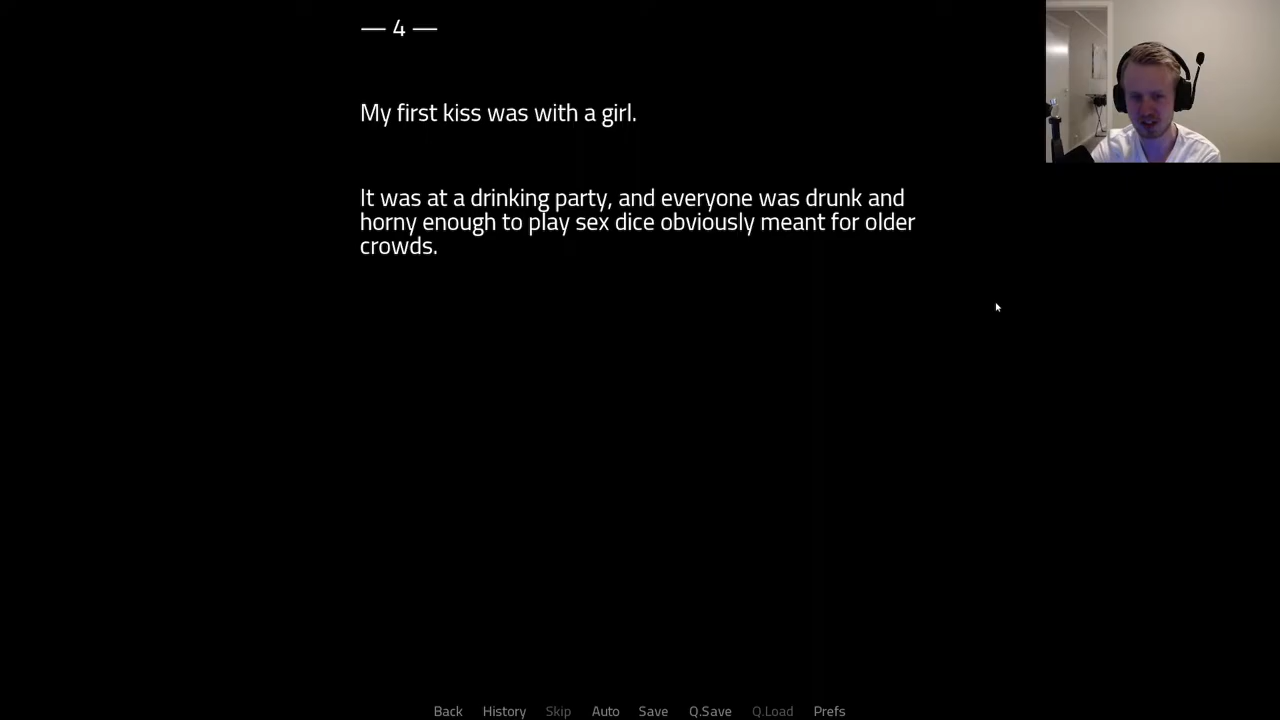 — 4 —
My first kiss was with a girl.
It was at a drinking party, and everyone was drunk and
horny enough to play sex dice obviously meant for older
crowds.
Back History Skip Auto Save Q.Save Q.Load Prefs